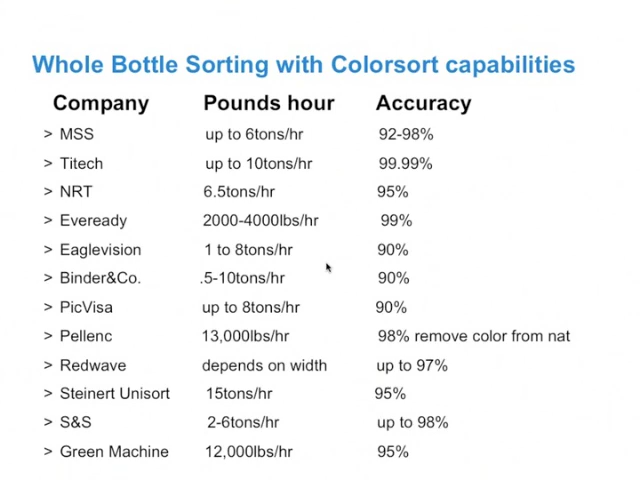 Whole Bottle Sorting with Colorsort capabilities
Company Pounds hour Accuracy
> MSS up to 6tons/hr 92-98%
> Titech up to 10tons/hr 99.99%
> NRT 6.5tons/hr 95%
> Eveready 2000-4000lbs/hr 99%
> Eaglevision 1 to 8tons/hr 90%
> Binder&Co. .5-10tons/hr 90%
> PicVisa up to 8tons/hr 90%
> Pellenc 13,000lbs/hr 98% remove color from nat
> Redwave depends on width up to 97%
> Steinert Unisort 15tons/hr 95%
> S&S 2-6tons/hr up to 98%
> Green Machine 12,000lbs/hr 95%